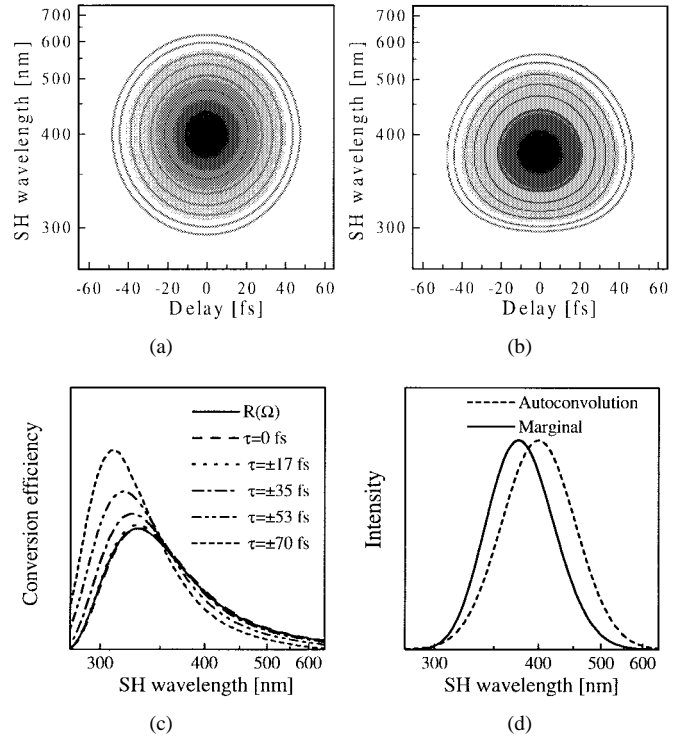 700
600
500
400
300
SH wavelength [nm]
-60 -40 -20 0 20 40 60
Delay [fs]
(a)
700
600
500
400
300
SH wavelength [nm]
-60 -40 -20 0 20 40 60
Delay [fs]
(b)
R(Ω)
τ=0 fs
τ=±17 fs
τ=±35 fs
τ=±53 fs
τ=±70 fs
Conversion efficiency
300 400 500 600
SH wavelength [nm]
(c)
Autoconvolution
Marginal
Intensity
300 400 500 600
SH wavelength [nm]
(d)